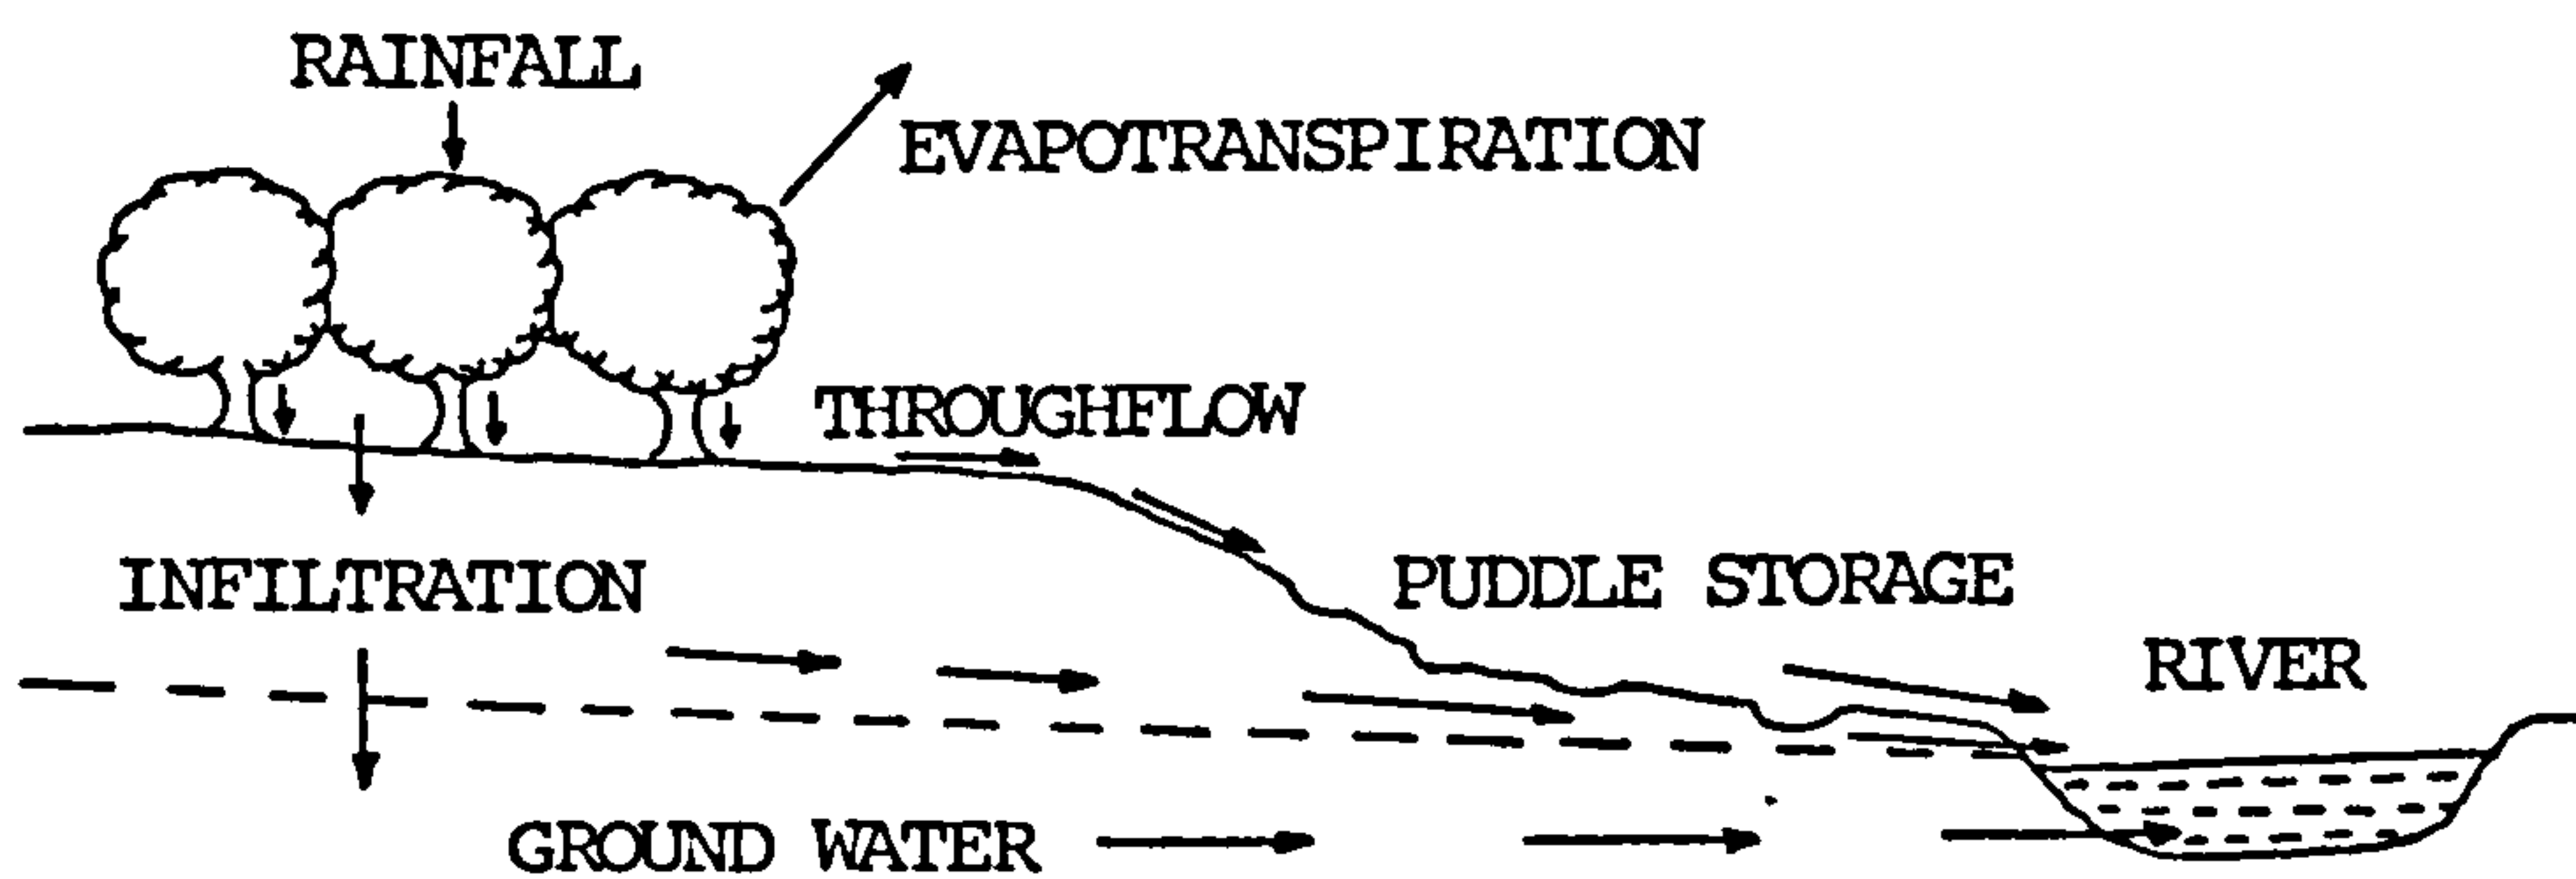 RAINFALL
EVAPOTRANSPIRATION
THROUGHFLOW
INFILTRATION
PUDDLE STORAGE
RIVER
GROUND WATER